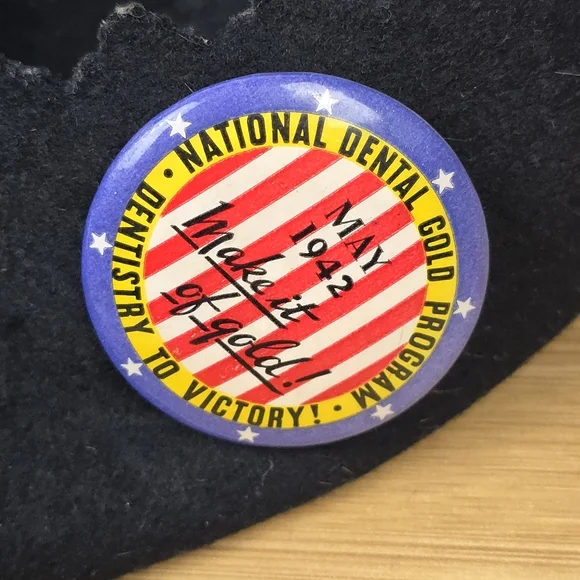 • NATIONAL DENTAL GOLD PROGRAM •
DENTISTRY TO VICTORY!
MAY
1942
Make it
of gold!